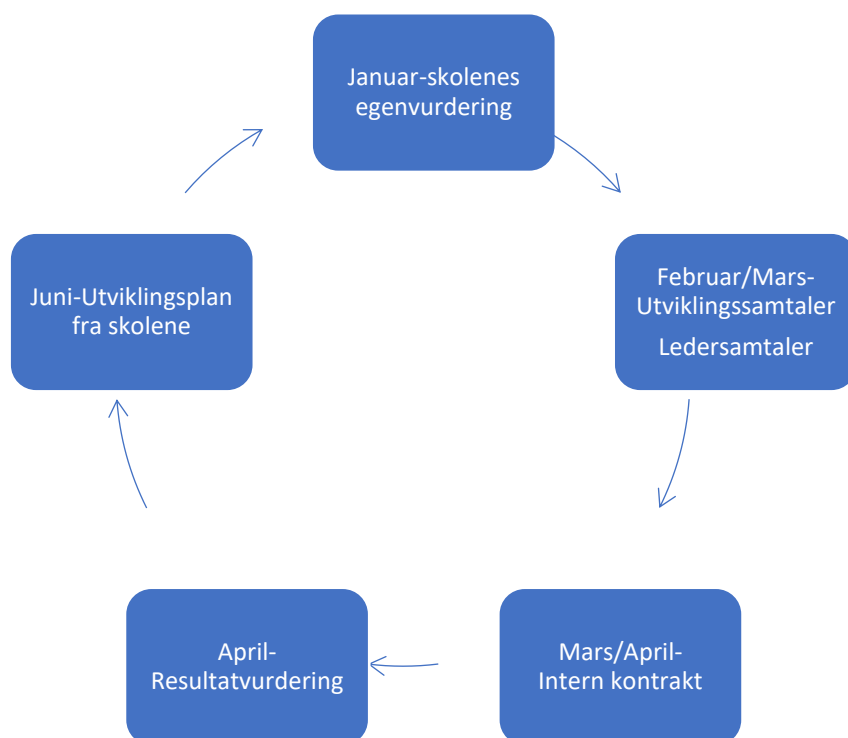 Januar-skolenes
egenvurdering
Februar/Mars-
Utviklingssamtaler
Ledersamtaler
Mars/April-
Intern kontrakt
April-
Resultatvurdering
Juni-Utviklingsplan
fra skolene